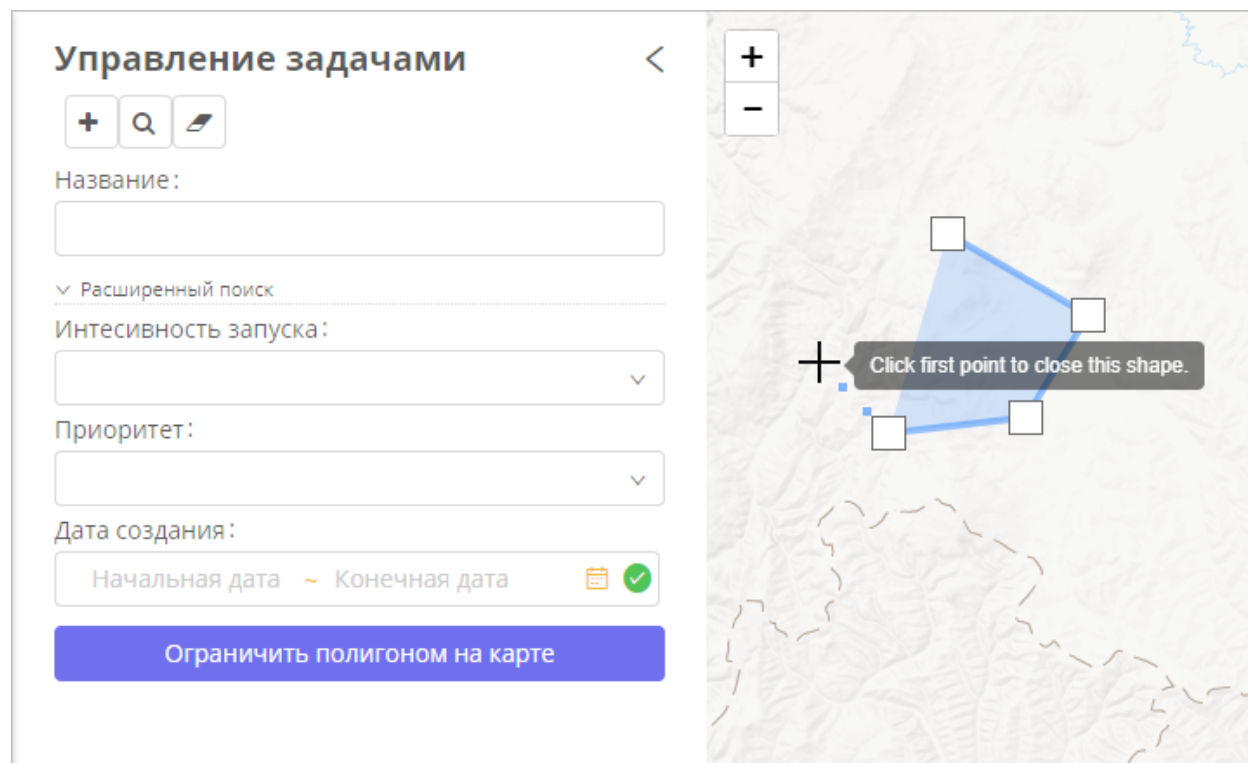 Управление задачами
Название:
Расширенный поиск
Интесивность запуска:
Приоритет:
Дата создания:
Начальная дата ~ Конечная дата
Ограничить полигоном на карте
+
−
Click first point to close this shape.